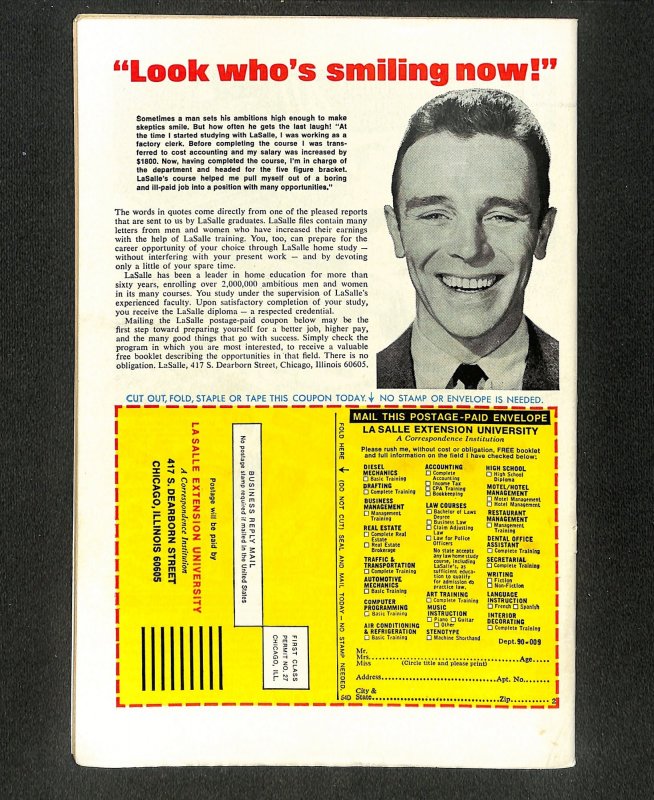 “Look who’s smiling now!”
Sometimes a man sets his ambitions high enough to make
skeptics smile. But how often he gets the last laugh! “At
the time I started studying with LaSalle, I was working as a
factory clerk. Before completing the course I was trans-
ferred to cost accounting and my salary was increased by
$1800. Now, having completed the course, I’m in charge of
the department and headed for the five figure bracket.
LaSalle’s course helped me pull myself out of a boring
and ill-paid job into a position with many opportunities.”
The words in quotes come directly from one of the pleased reports
that are sent to us by LaSalle graduates. LaSalle files contain many
letters from men and women who have increased their earnings
with the help of LaSalle training. You, too, can prepare for the
career opportunity of your choice through LaSalle home study —
without interfering with your present work — and by devoting
only a little of your spare time.
LaSalle has been a leader in home education for more than
sixty years, enrolling over 2,000,000 ambitious men and women
in its many courses. You study under the supervision of LaSalle’s
experienced faculty. Upon satisfactory completion of your study,
you receive the LaSalle diploma — a respected credential.
Mailing the LaSalle postage-paid coupon below may be the
first step toward preparing yourself for a better job, higher pay,
and the many good things that go with success. Simply check the
program in which you are most interested, to receive a valuable
free booklet describing the opportunities in that field. There is no
obligation. LaSalle, 417 S. Dearborn Street, Chicago, Illinois 60605.
CUT OUT, FOLD, STAPLE OR TAPE THIS COUPON TODAY. NO STAMP OR ENVELOPE IS NEEDED.
FIRST CLASS
PERMIT NO. 27
CHICAGO, ILL.
BUSINESS REPLY MAIL
No postage stamp required if mailed in the United States
Postage will be paid by
LA SALLE EXTENSION UNIVERSITY
A Correspondence Institution
417 S. DEARBORN STREET
CHICAGO, ILLINOIS 60605
FOLD HERE (DO NOT CUT) SEAL AND MAIL TODAY—NO STAMP NEEDED.
54D
MAIL THIS POSTAGE-PAID ENVELOPE
LA SALLE EXTENSION UNIVERSITY
A Correspondence Institution
Please rush me, without cost or obligation, FREE booklet
and full information on the field I have checked below:
DIESEL
MECHANICS
Basic Training
DRAFTING
Complete Training
BUSINESS
MANAGEMENT
Management
Training
REAL ESTATE
Complete Real
Estate
Real Estate
Brokerage
TRAFFIC &
TRANSPORTATION
Complete Training
AUTOMOTIVE
MECHANICS
Basic Training
COMPUTER
PROGRAMMING
Basic Training
AIR CONDITIONING
& REFRIGERATION
Basic Training
ACCOUNTING
Complete
Accounting
Income Tax
CPA Training
Bookkeeping
LAW COURSES
Bachelor of Laws
Degree
Business Law
Claim Adjusting
Law
Law for Police
Officers
No state accepts
any law home study
course, including
LaSalle’s, as
sufficient educa-
tion to qualify
for admission to
practice law.
ART TRAINING
Complete Training
MUSIC
INSTRUCTION
Piano Guitar
Other
STENOTYPE
Machine Shorthand
HIGH SCHOOL
High School
Diploma
MOTEL/HOTEL
MANAGEMENT
Motel Management
Hotel Management
RESTAURANT
MANAGEMENT
Management
Training
DENTAL OFFICE
ASSISTANT
Complete Training
SECRETARIAL
Complete Training
WRITING
Fiction
Non-Fiction
LANGUAGE
INSTRUCTION
French Spanish
INTERIOR
DECORATING
Complete Training
Dept. 90-009
Mr.
Mrs. Age
Miss (Circle title and please print)
Address Apt. No.
City &
State Zip